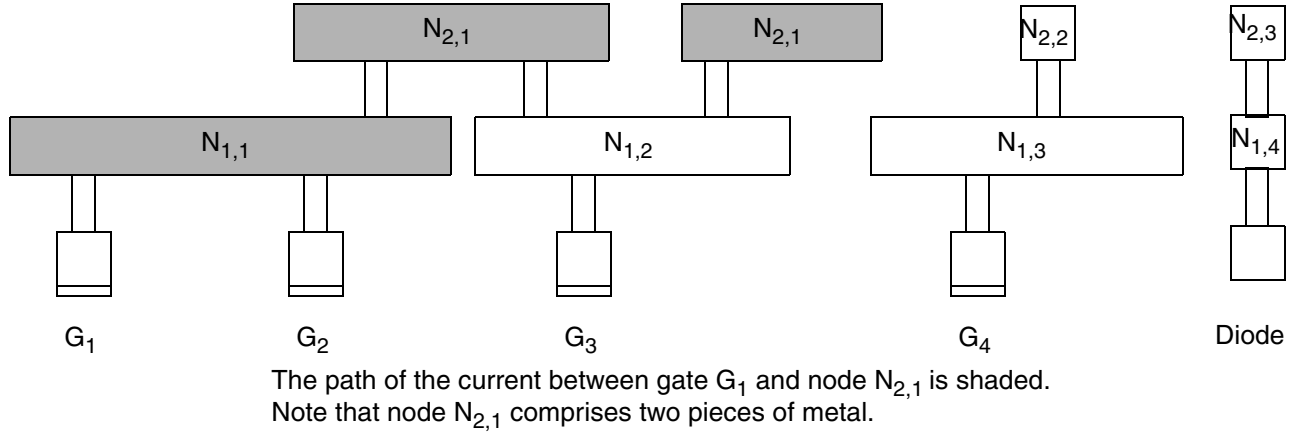 N2,1 N2,1 N2,2 N2,3
N1,1 N1,2 N1,3 N1,4
G1 G2 G3 G4 Diode
The path of the current between gate G1 and node N2,1 is shaded.
Note that node N2,1 comprises two pieces of metal.